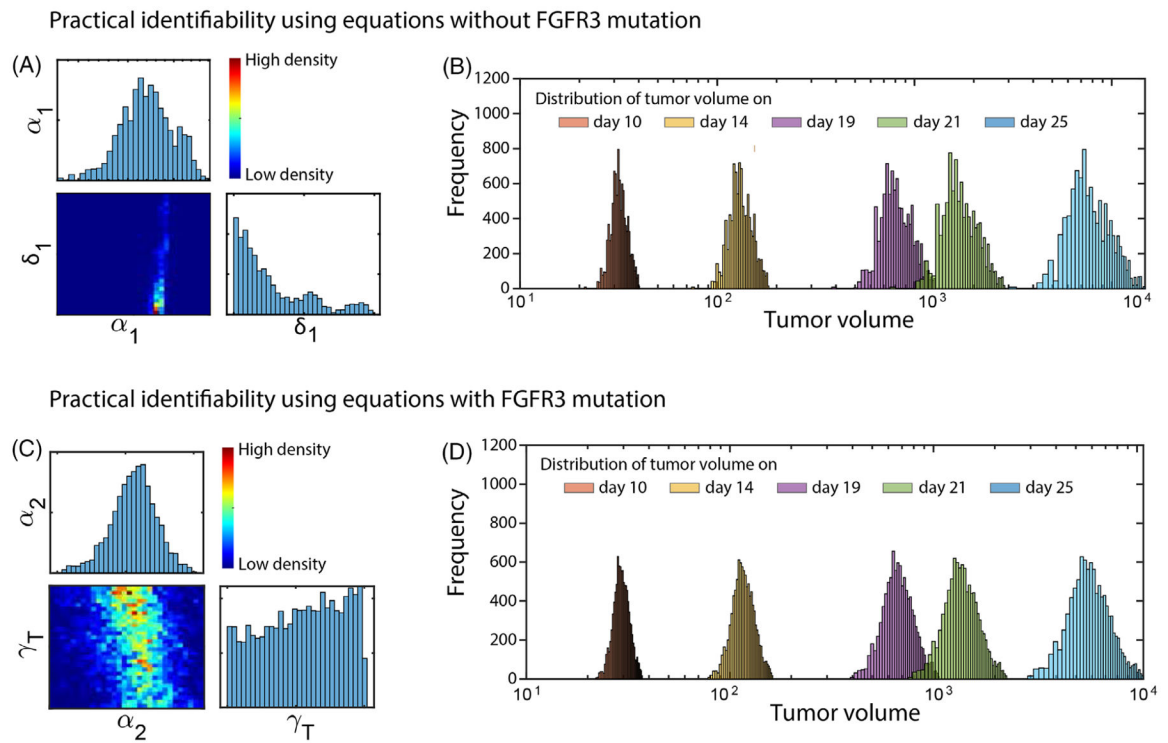 Practical identifiability using equations without FGFR3 mutation
(A)
α1
High density
Low density
δ1
α1
δ1
(B)
1200
1000
800
600
400
200
0
Frequency
Distribution of tumor volume on
day 10 day 14 day 19 day 21 day 25
10^1 10^2 10^3 10^4
Tumor volume
Practical identifiability using equations with FGFR3 mutation
(C)
α2
High density
Low density
γT
α2
γT
(D)
1200
1000
800
600
400
200
0
Frequency
Distribution of tumor volume on
day 10 day 14 day 19 day 21 day 25
10^1 10^2 10^3 10^4
Tumor volume